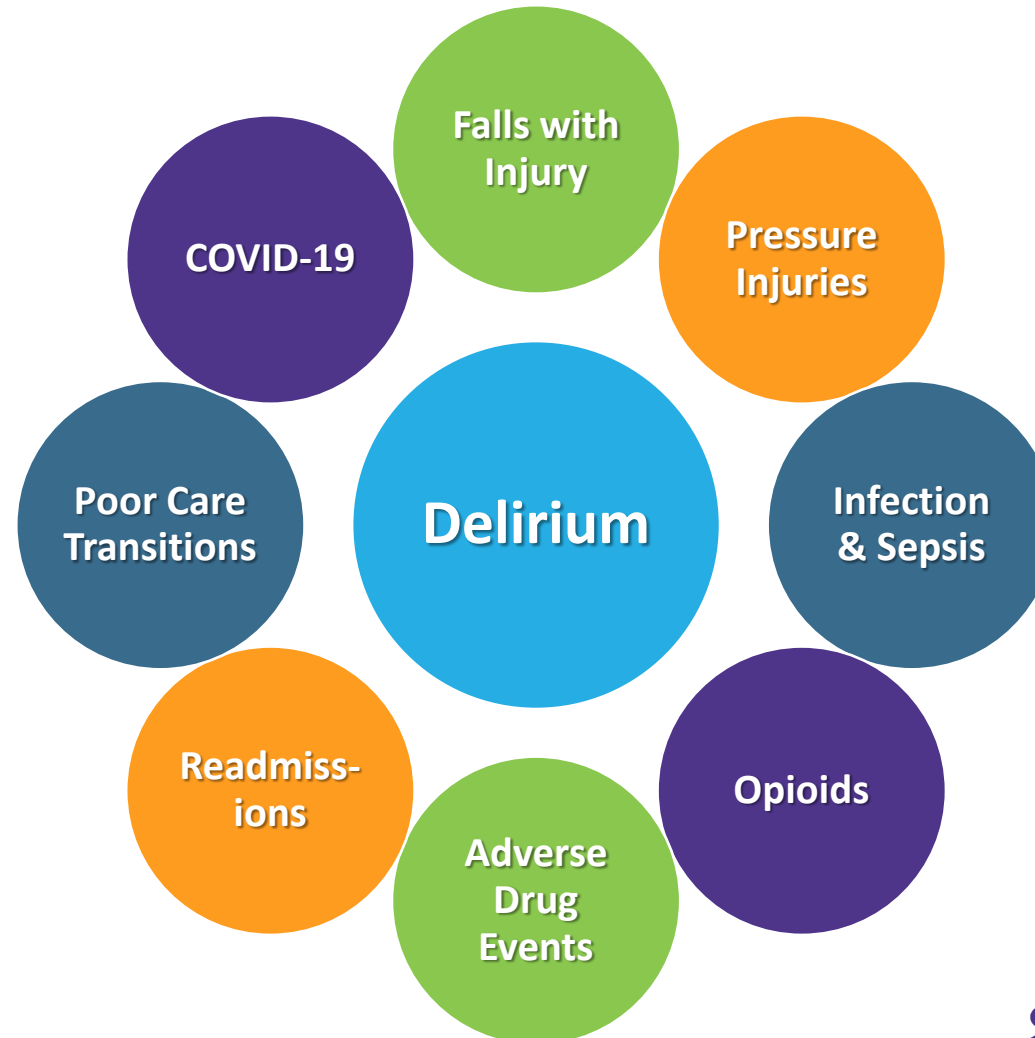 Falls with
Injury
Pressure
Injuries
Infection
& Sepsis
Opioids
Adverse
Drug
Events
Readmiss-
ions
Poor Care
Transitions
COVID-19
Delirium